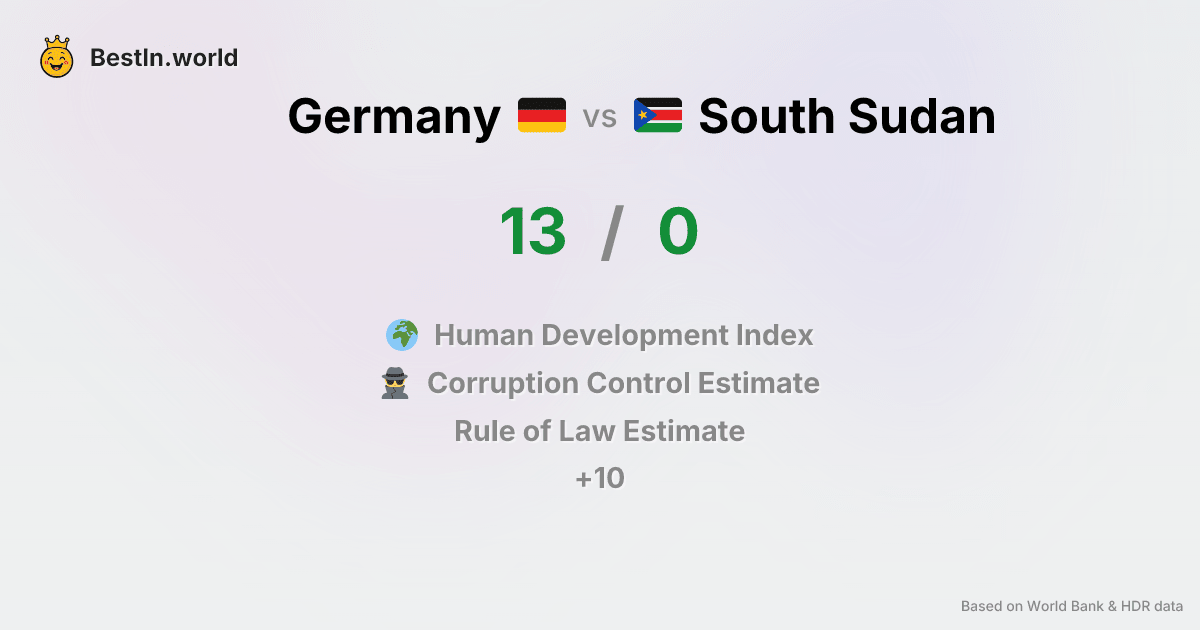 BestIn.world
Germany vs South Sudan
13 / 0
Human Development Index
Corruption Control Estimate
Rule of Law Estimate
+10
Based on World Bank & HDR data